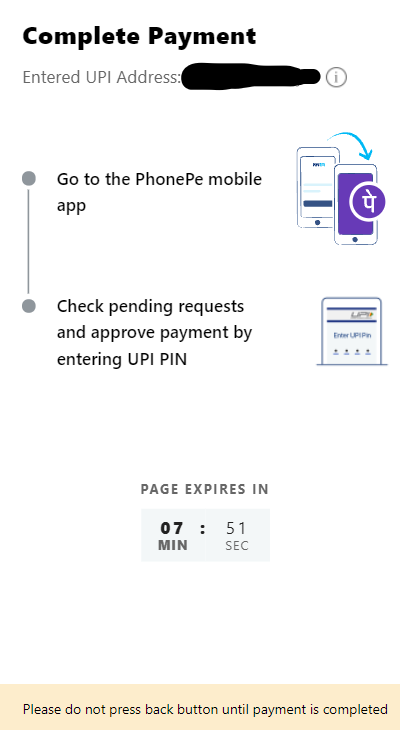 Complete Payment
Entered UPI Address:
Go to the PhonePe mobile
app
पे
Check pending requests
and approve payment by
entering UPI PIN
UPI
Enter UPI Pin
PAGE EXPIRES IN
07 : 51
MIN SEC
Please do not press back button until payment is completed